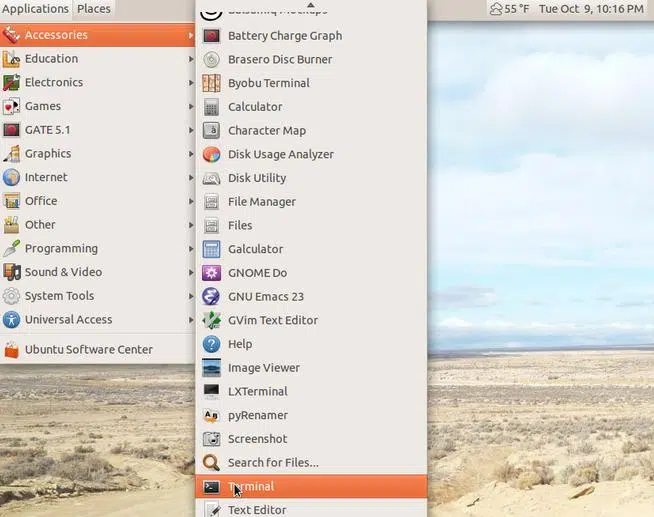 Applications Places
55 °F Tue Oct 9, 10:16 PM
Accessories
Education
Electronics
Games
GATE 5.1
Graphics
Internet
Office
Other
Programming
Sound & Video
System Tools
Universal Access
Ubuntu Software Center
Balsamiq Mockups
Battery Charge Graph
Brasero Disc Burner
Byobu Terminal
Calculator
Character Map
Disk Usage Analyzer
Disk Utility
File Manager
Files
Galculator
GNOME Do
GNU Emacs 23
GVim Text Editor
Help
Image Viewer
LXTerminal
pyRenamer
Screenshot
Search for Files...
Terminal
Text Editor